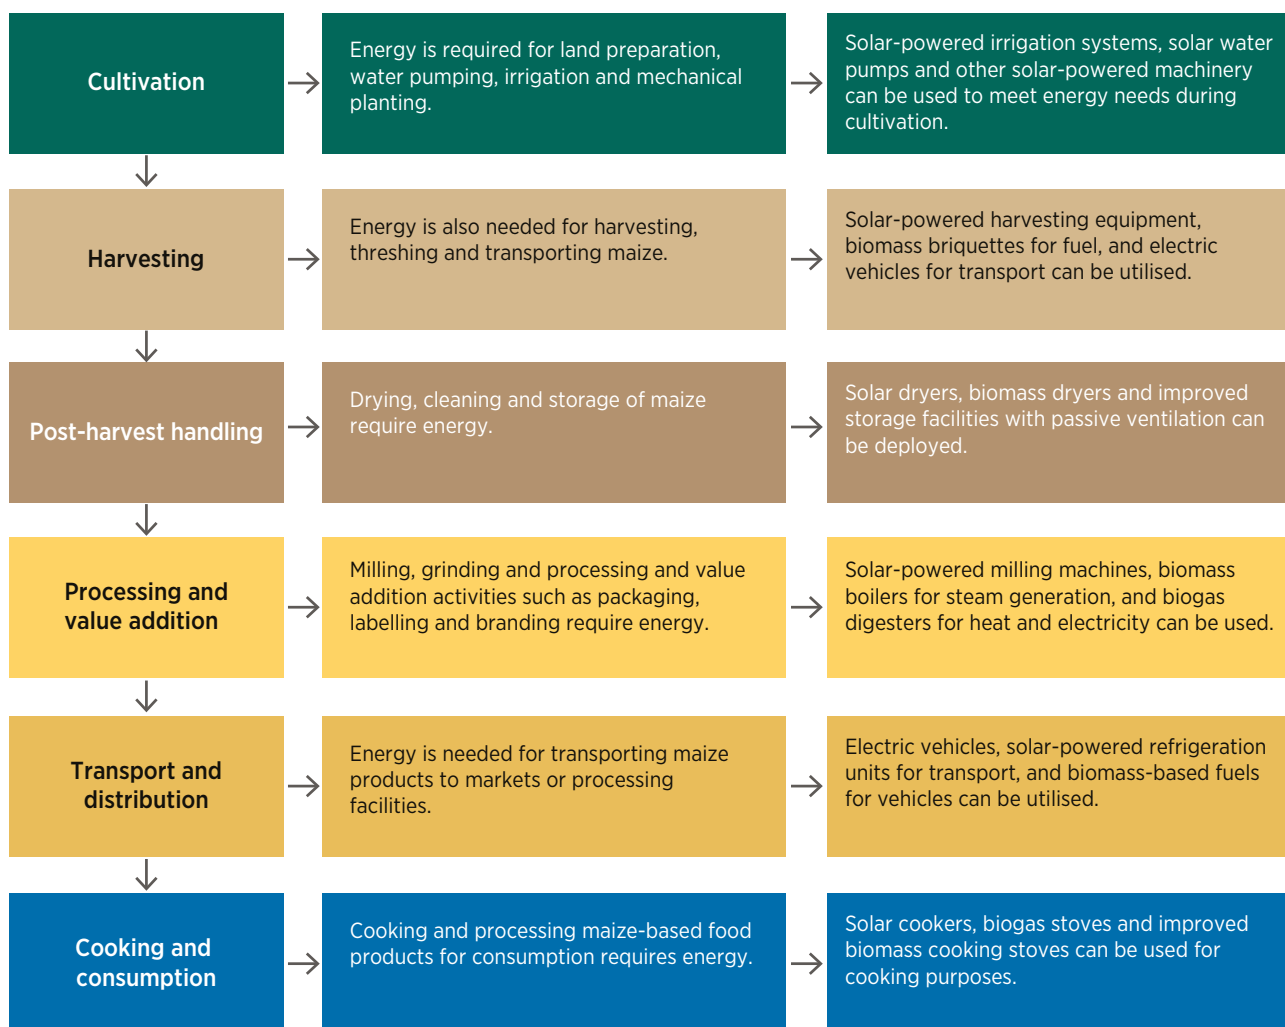 Cultivation
Energy is required for land preparation,
water pumping, irrigation and mechanical
planting.
Solar-powered irrigation systems, solar water
pumps and other solar-powered machinery
can be used to meet energy needs during
cultivation.
Harvesting
Energy is also needed for harvesting,
threshing and transporting maize.
Solar-powered harvesting equipment,
biomass briquettes for fuel, and electric
vehicles for transport can be utilised.
Post-harvest handling
Drying, cleaning and storage of maize
require energy.
Solar dryers, biomass dryers and improved
storage facilities with passive ventilation can
be deployed.
Processing and
value addition
Milling, grinding and processing and value
addition activities such as packaging,
labelling and branding require energy.
Solar-powered milling machines, biomass
boilers for steam generation, and biogas
digesters for heat and electricity can be used.
Transport and
distribution
Energy is needed for transporting maize
products to markets or processing
facilities.
Electric vehicles, solar-powered refrigeration
units for transport, and biomass-based fuels
for vehicles can be utilised.
Cooking and
consumption
Cooking and processing maize-based food
products for consumption requires energy.
Solar cookers, biogas stoves and improved
biomass cooking stoves can be used for
cooking purposes.